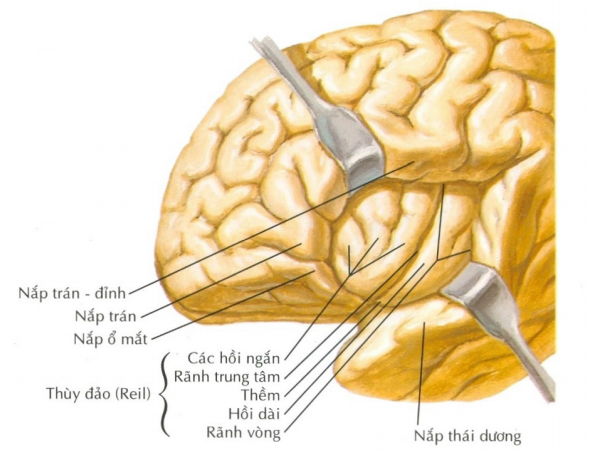 Nắp trán - đỉnh
Nắp trán
Nắp ổ mắt
Thùy đảo (Reil)
Các hồi ngắn
Rãnh trung tâm
Thềm
Hồi dài
Rãnh vòng
Nắp thái dương